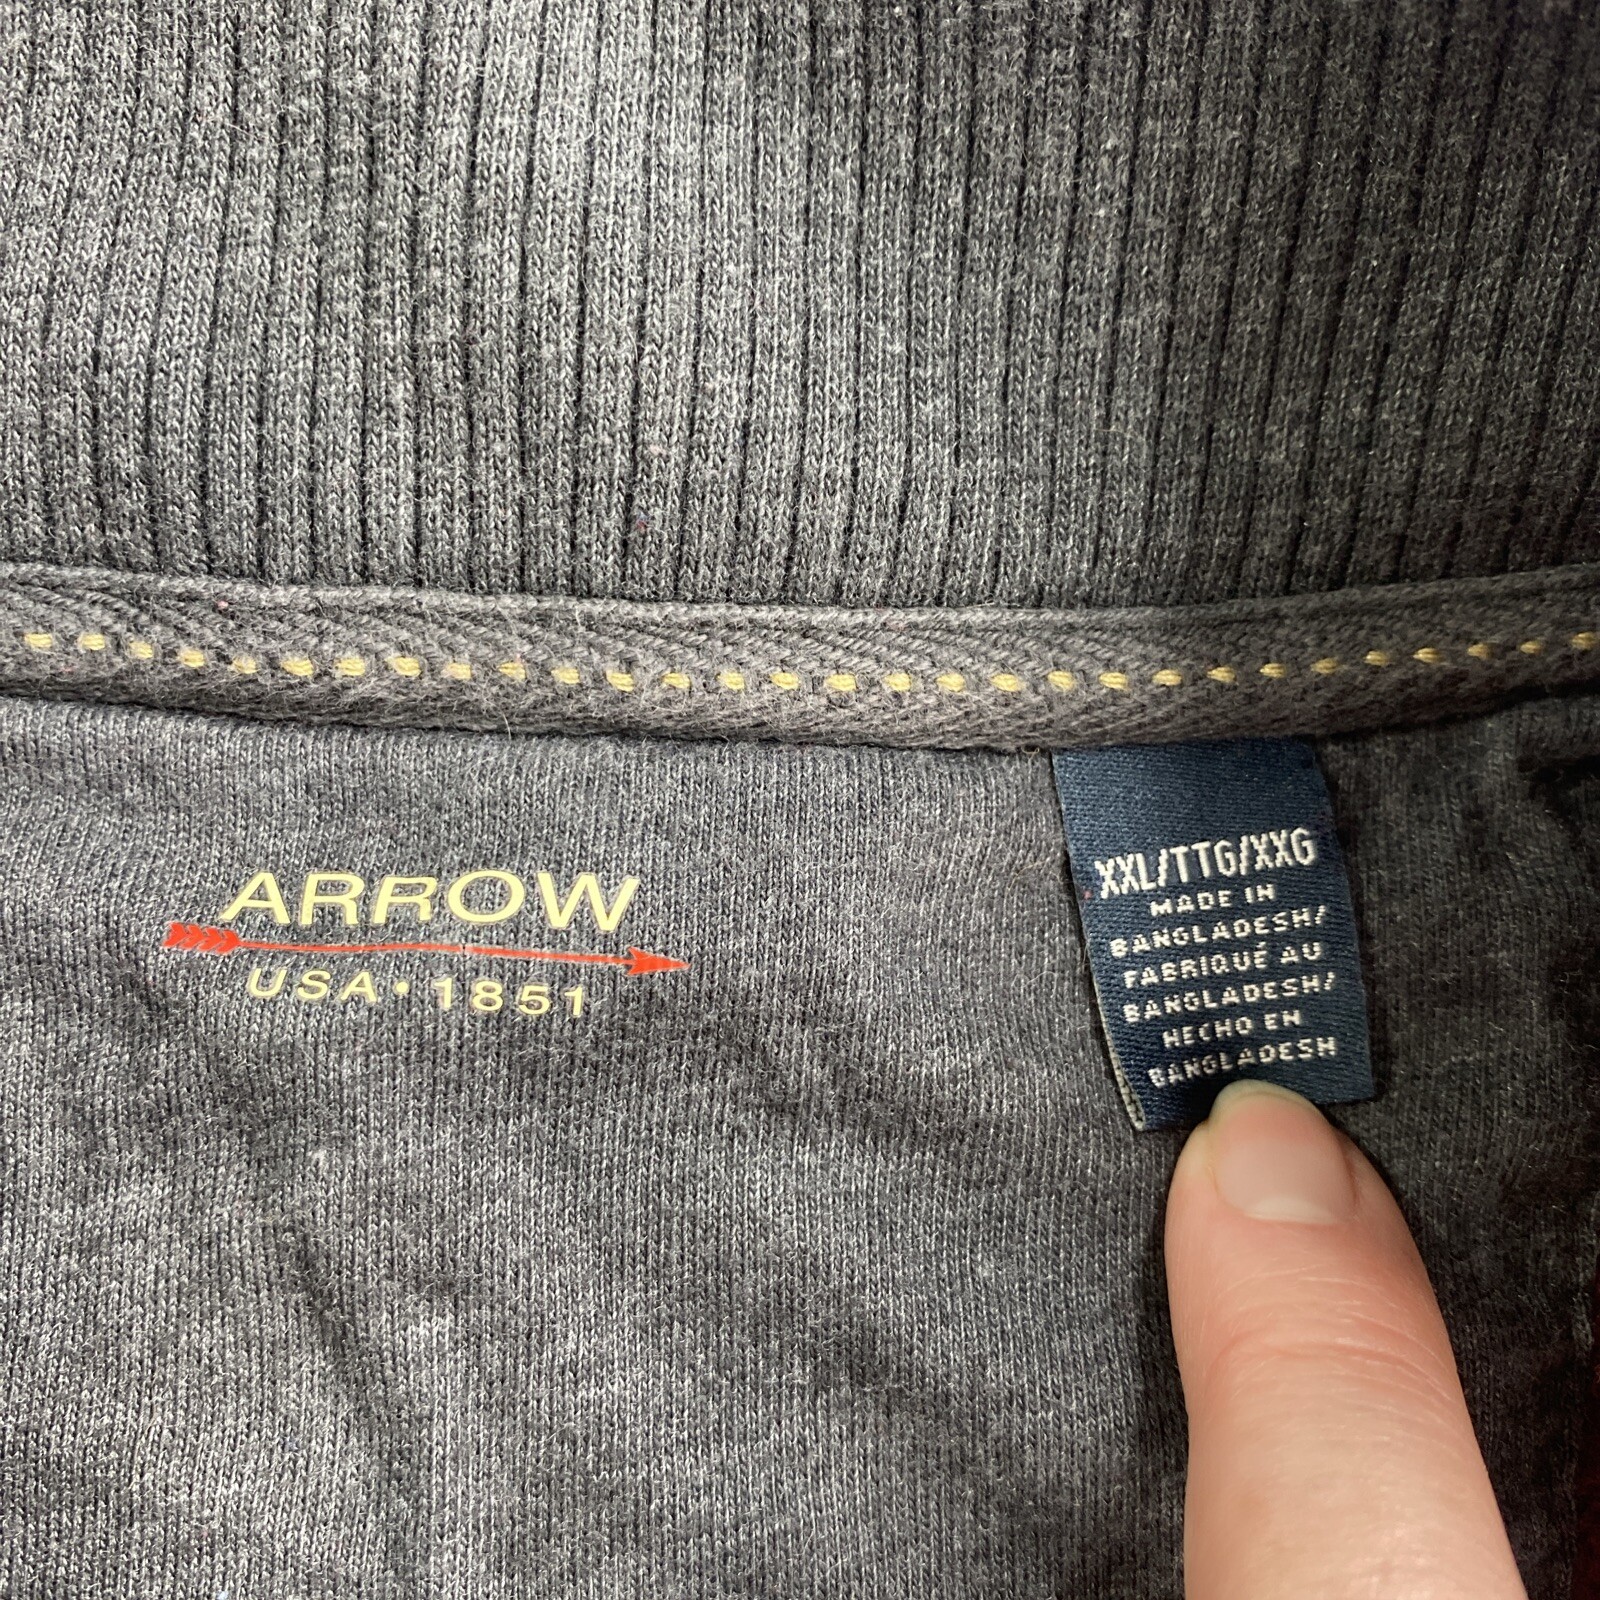 ARROW
USA • 1851
XXL/TTG/XXG
MADE IN
BANGLADESH/
FABRIQUÉ AU
BANGLADESH/
HECHO EN
BANGLADESH